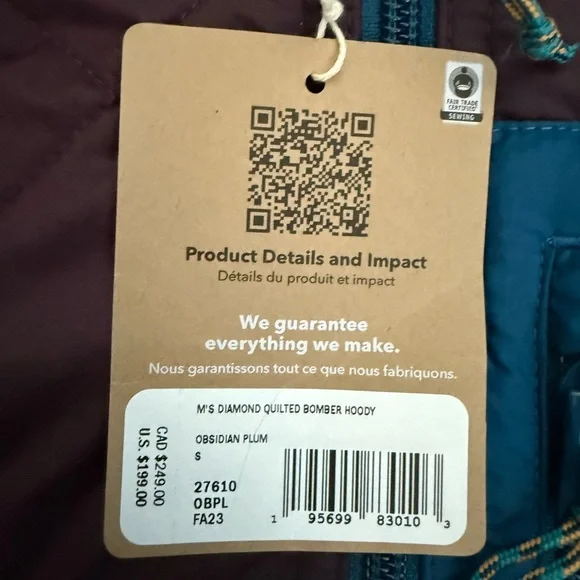 FAIR TRADE
CERTIFIED
SEWING
Product Details and Impact
Détails du produit et impact
We guarantee
everything we make.
Nous garantissons tout ce que nous fabriquons.
M'S DIAMOND QUILTED BOMBER HOODY
OBSIDIAN PLUM
S
27610
OBPL
FA23
CAD $249.00
U.S. $199.00
1 95699 83010 3